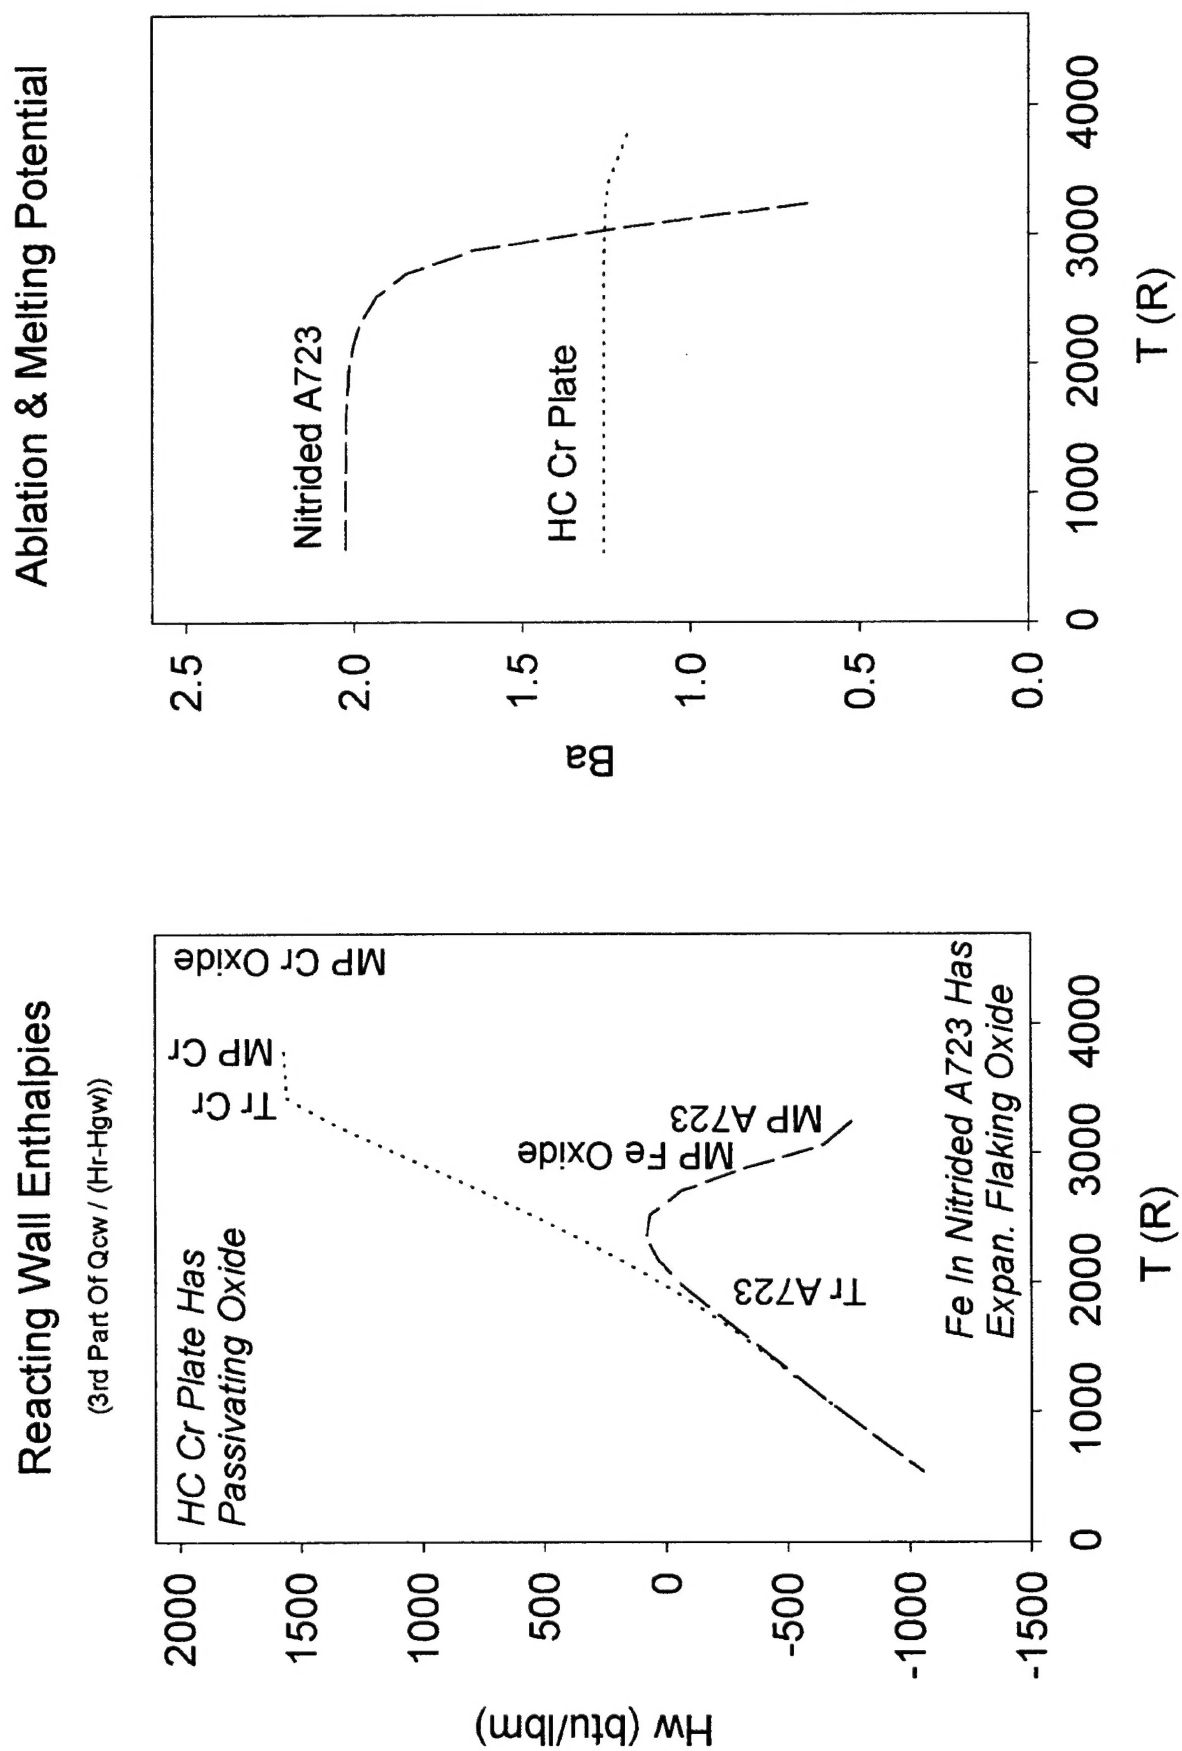 Reacting Wall Enthalpies
(3rd Part Of Qcw / (Hr-Hgw))
Hw (btu/lbm)
2000
1500
1000
500
0
-500
-1000
-1500
HC Cr Plate Has
Passivating Oxide
Tr Cr
MP Cr
MP Cr Oxide
MP Fe Oxide
MP A723
Tr A723
Fe In Nitrided A723 Has
Expan. Flaking Oxide
0
1000
2000
3000
4000
T (R)
Ablation & Melting Potential
Ba
2.5
2.0
1.5
1.0
0.5
0.0
Nitrided A723
HC Cr Plate
0
1000
2000
3000
4000
T (R)